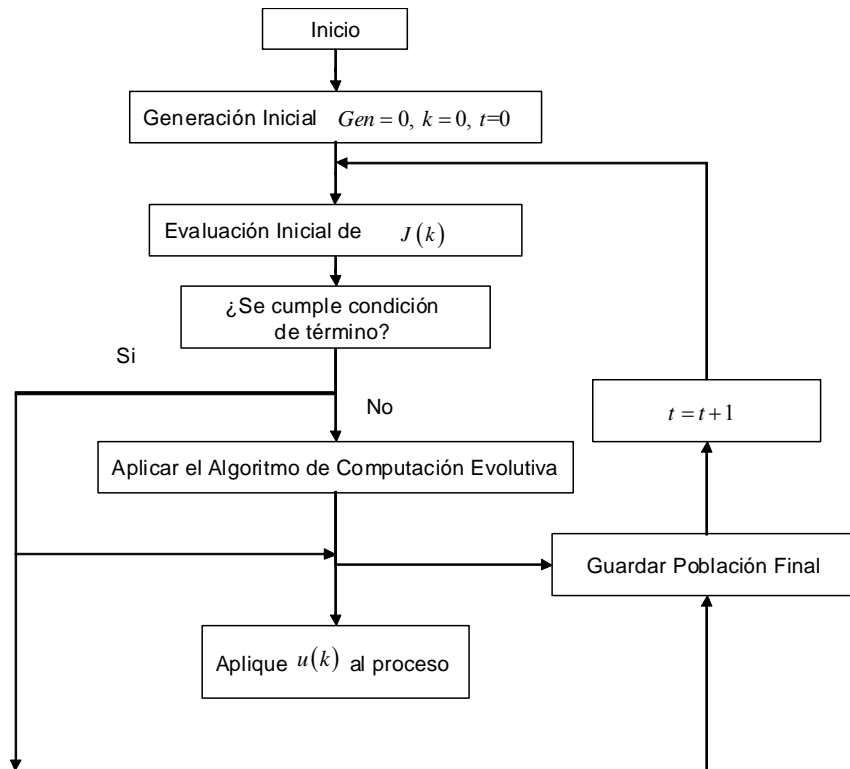 Inicio
Generación Inicial Gen = 0, k = 0, t=0
Evaluación Inicial de J(k)
¿Se cumple condición
de término?
Si
No
t = t+1
Aplicar el Algoritmo de Computación Evolutiva
Guardar Población Final
Aplique u(k) al proceso